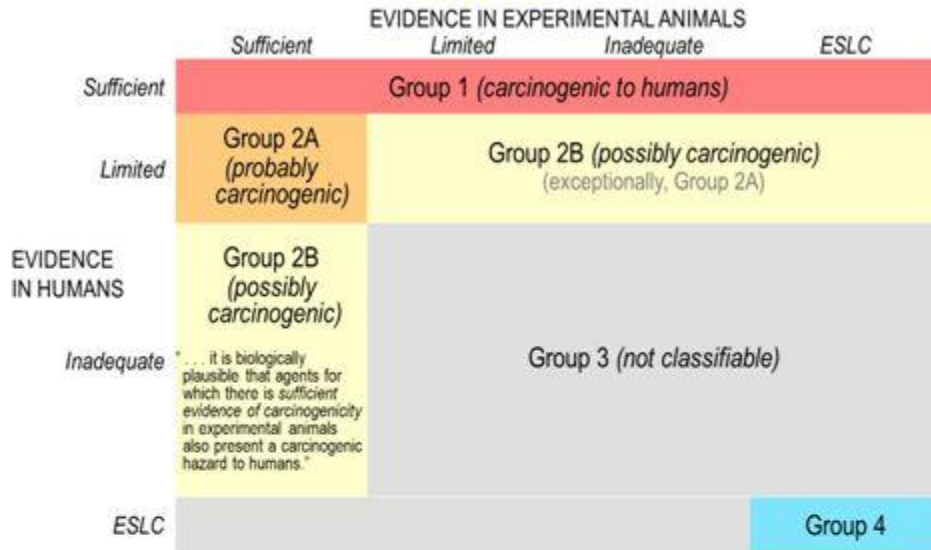 EVIDENCE IN EXPERIMENTAL ANIMALS
Sufficient Limited Inadequate ESLC
Sufficient Group 1 (carcinogenic to humans)
Limited
Group 2A
(probably
carcinogenic)
Group 2B (possibly carcinogenic)
(exceptionally, Group 2A)
EVIDENCE
IN HUMANS
Inadequate
Group 2B
(possibly
carcinogenic)
" . . . it is biologically
plausible that agents for
which there is sufficient
evidence of carcinogenicity
in experimental animals
also present a carcinogenic
hazard to humans."
Group 3 (not classifiable)
ESLC Group 4